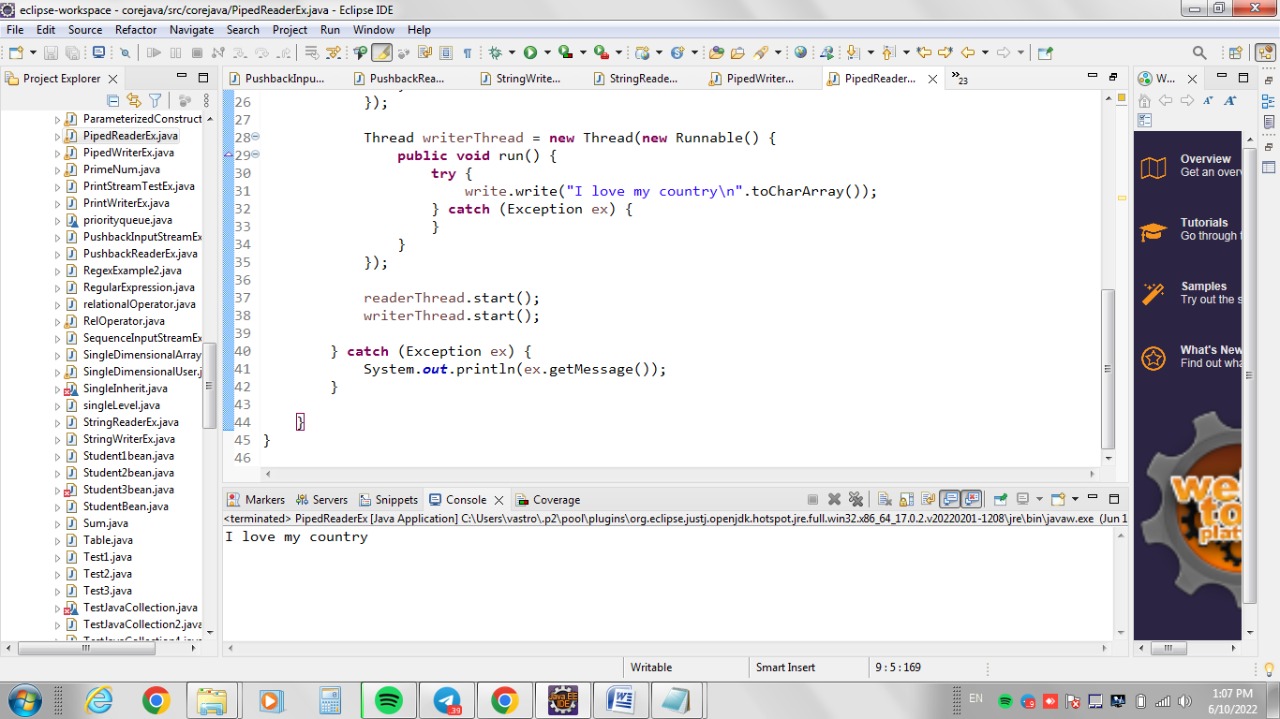 eclipse-workspace - corejava/src/corejava/PipedReaderEx.java - Eclipse IDE
File Edit Source Refactor Navigate Search Project Run Window Help
Project Explorer
PushbackInpu...
PushbackRea...
StringWrite...
StringReade...
PipedWriter...
PipedReader...
»23
W...
ParameterizedConstruct
PipedReaderEx.java
PipedWriterEx.java
PrimeNum.java
PrintStreamTestEx.java
PrintWriterEx.java
priorityqueue.java
PushbackInputStreamEx
PushbackReaderEx.java
RegexExample2.java
RegularExpression.java
relationalOperator.java
RelOperator.java
SequenceInputStreamEx
SingleDimensionalArray
SingleDimensionalUser.j
SingleInherit.java
singleLevel.java
StringReaderEx.java
StringWriterEx.java
Student1bean.java
Student2bean.java
Student3bean.java
StudentBean.java
Sum.java
Table.java
Test1.java
Test2.java
Test3.java
TestJavaCollection.java
TestJavaCollection2.java
26 });
27
28 Thread writerThread = new Thread(new Runnable() {
29 public void run() {
30 try {
31 write.write("I love my country\n".toCharArray());
32 } catch (Exception ex) {
33 }
34 }
35 });
36
37 readerThread.start();
38 writerThread.start();
39
40 } catch (Exception ex) {
41 System.out.println(ex.getMessage());
42 }
43
44 }
45 }
46
Overview
Get an over
Tutorials
Go through t
Samples
Try out the s
What's New
Find out wha
We
to
platf
Markers Servers Snippets Console Coverage
<terminated> PipedReaderEx [Java Application] C:\Users\vastro\.p2\pool\plugins\org.eclipse.justj.openjdk.hotspot.jre.full.win32.x86_64_17.0.2.v20220201-1208\jre\bin\javaw.exe (Jun 1
I love my country
Writable Smart Insert 9 : 5 : 169
39
Java EE
IDE
EN
1:07 PM
6/10/2022